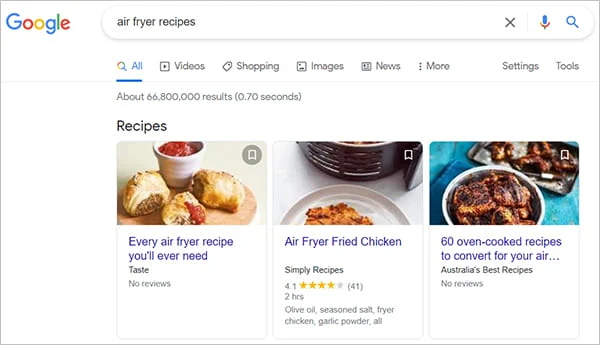 Google
air fryer recipes
All Videos Shopping Images News More Settings Tools
About 66,800,000 results (0.70 seconds)
Recipes
Every air fryer recipe
you'll ever need
Taste
No reviews
Air Fryer Fried Chicken
Simply Recipes
4.1 (41)
2 hrs
Olive oil, seasoned salt, fryer
chicken, garlic powder, all
60 oven-cooked recipes
to convert for your air…
Australia's Best Recipes
No reviews